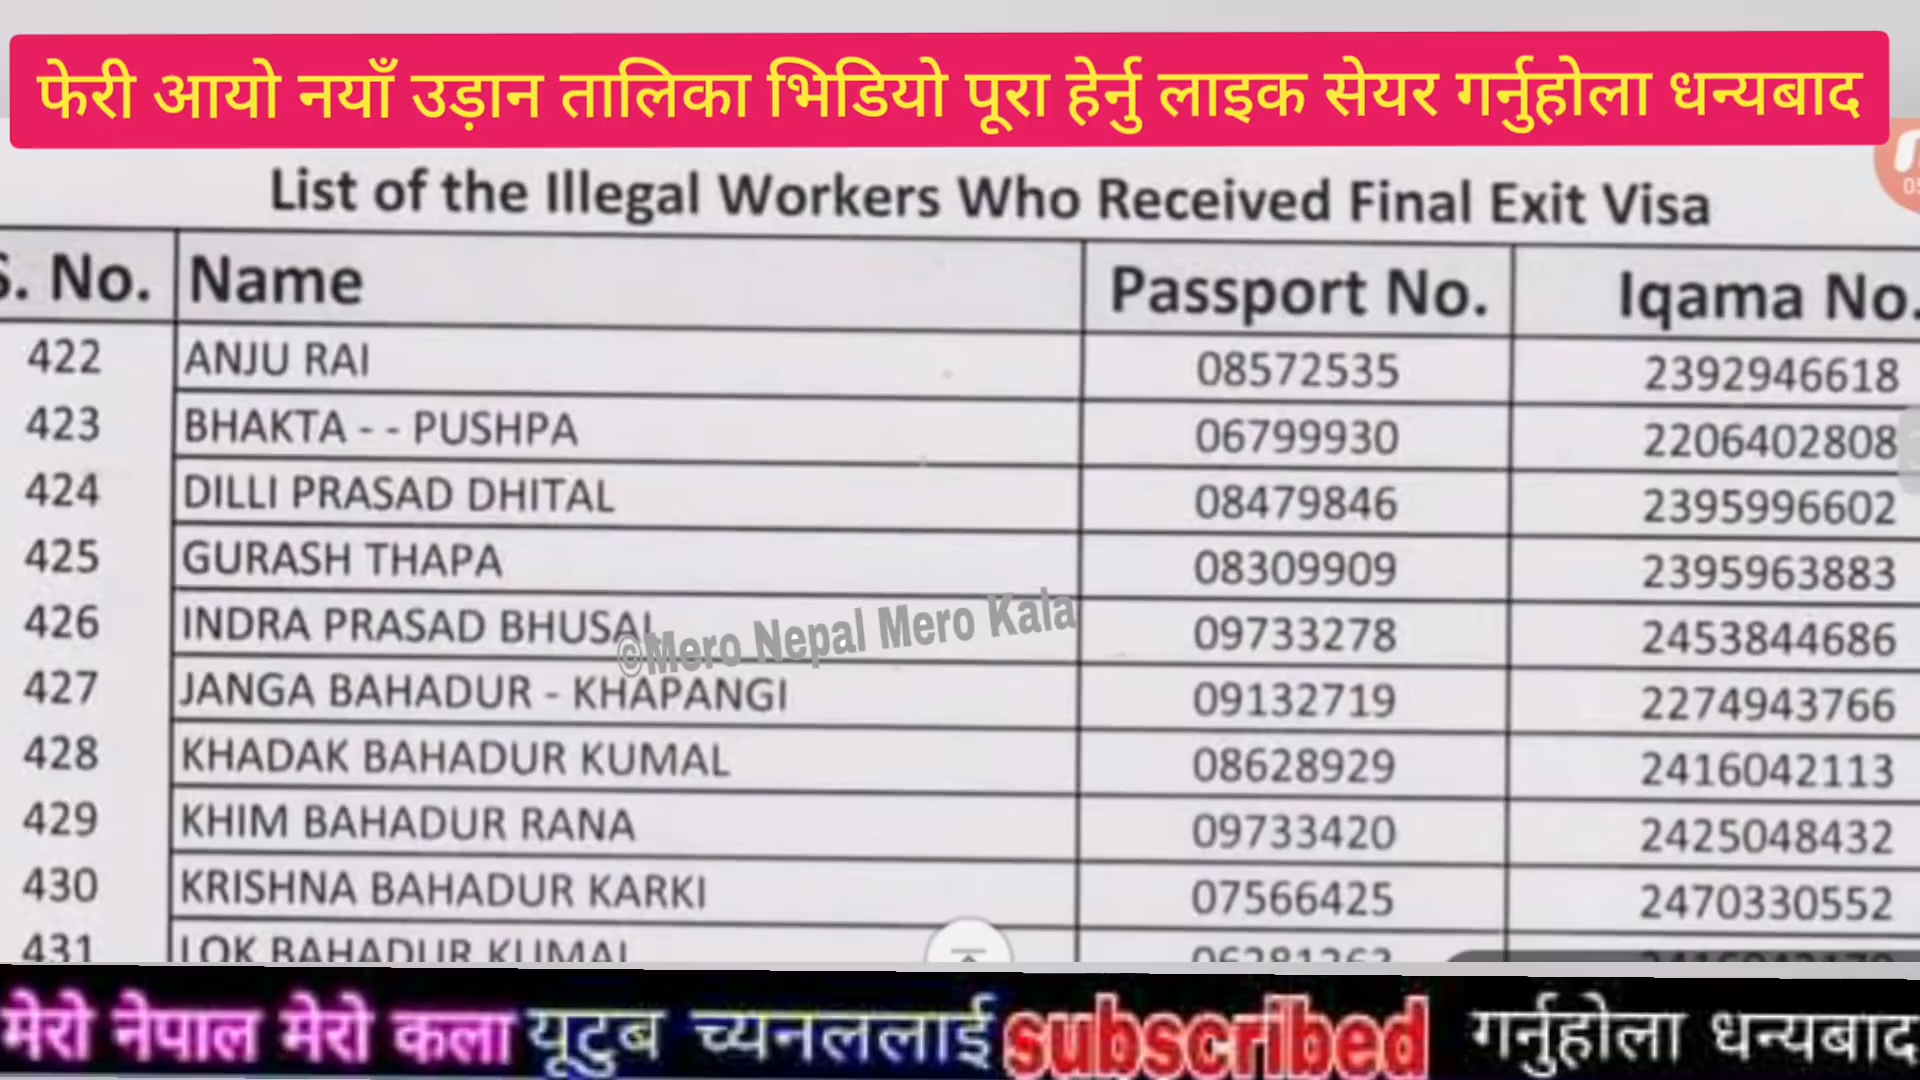 फेरी आयो नयाँ उड़ान तालिका भिडियो पूरा हेर्नु लाइक सेयर गर्नुहोला धन्यबाद
List of the Illegal Workers Who Received Final Exit Visa
S. No. Name Passport No. Iqama No.
422 ANJU RAI 08572535 2392946618
423 BHAKTA - - PUSHPA 06799930 2206402808
424 DILLI PRASAD DHITAL 08479846 2395996602
425 GURASH THAPA 08309909 2395963883
426 INDRA PRASAD BHUSAL 09733278 2453844686
©Mero Nepal Mero Kala
427 JANGA BAHADUR - KHAPANGI 09132719 2274943766
428 KHADAK BAHADUR KUMAL 08628929 2416042113
429 KHIM BAHADUR RANA 09733420 2425048432
430 KRISHNA BAHADUR KARKI 07566425 2470330552
431 LOK BAHADUR KUMAL
मेरो नेपाल मेरो कला यूटुब च्यनललाई subscribed गर्नुहोला धन्यबाद